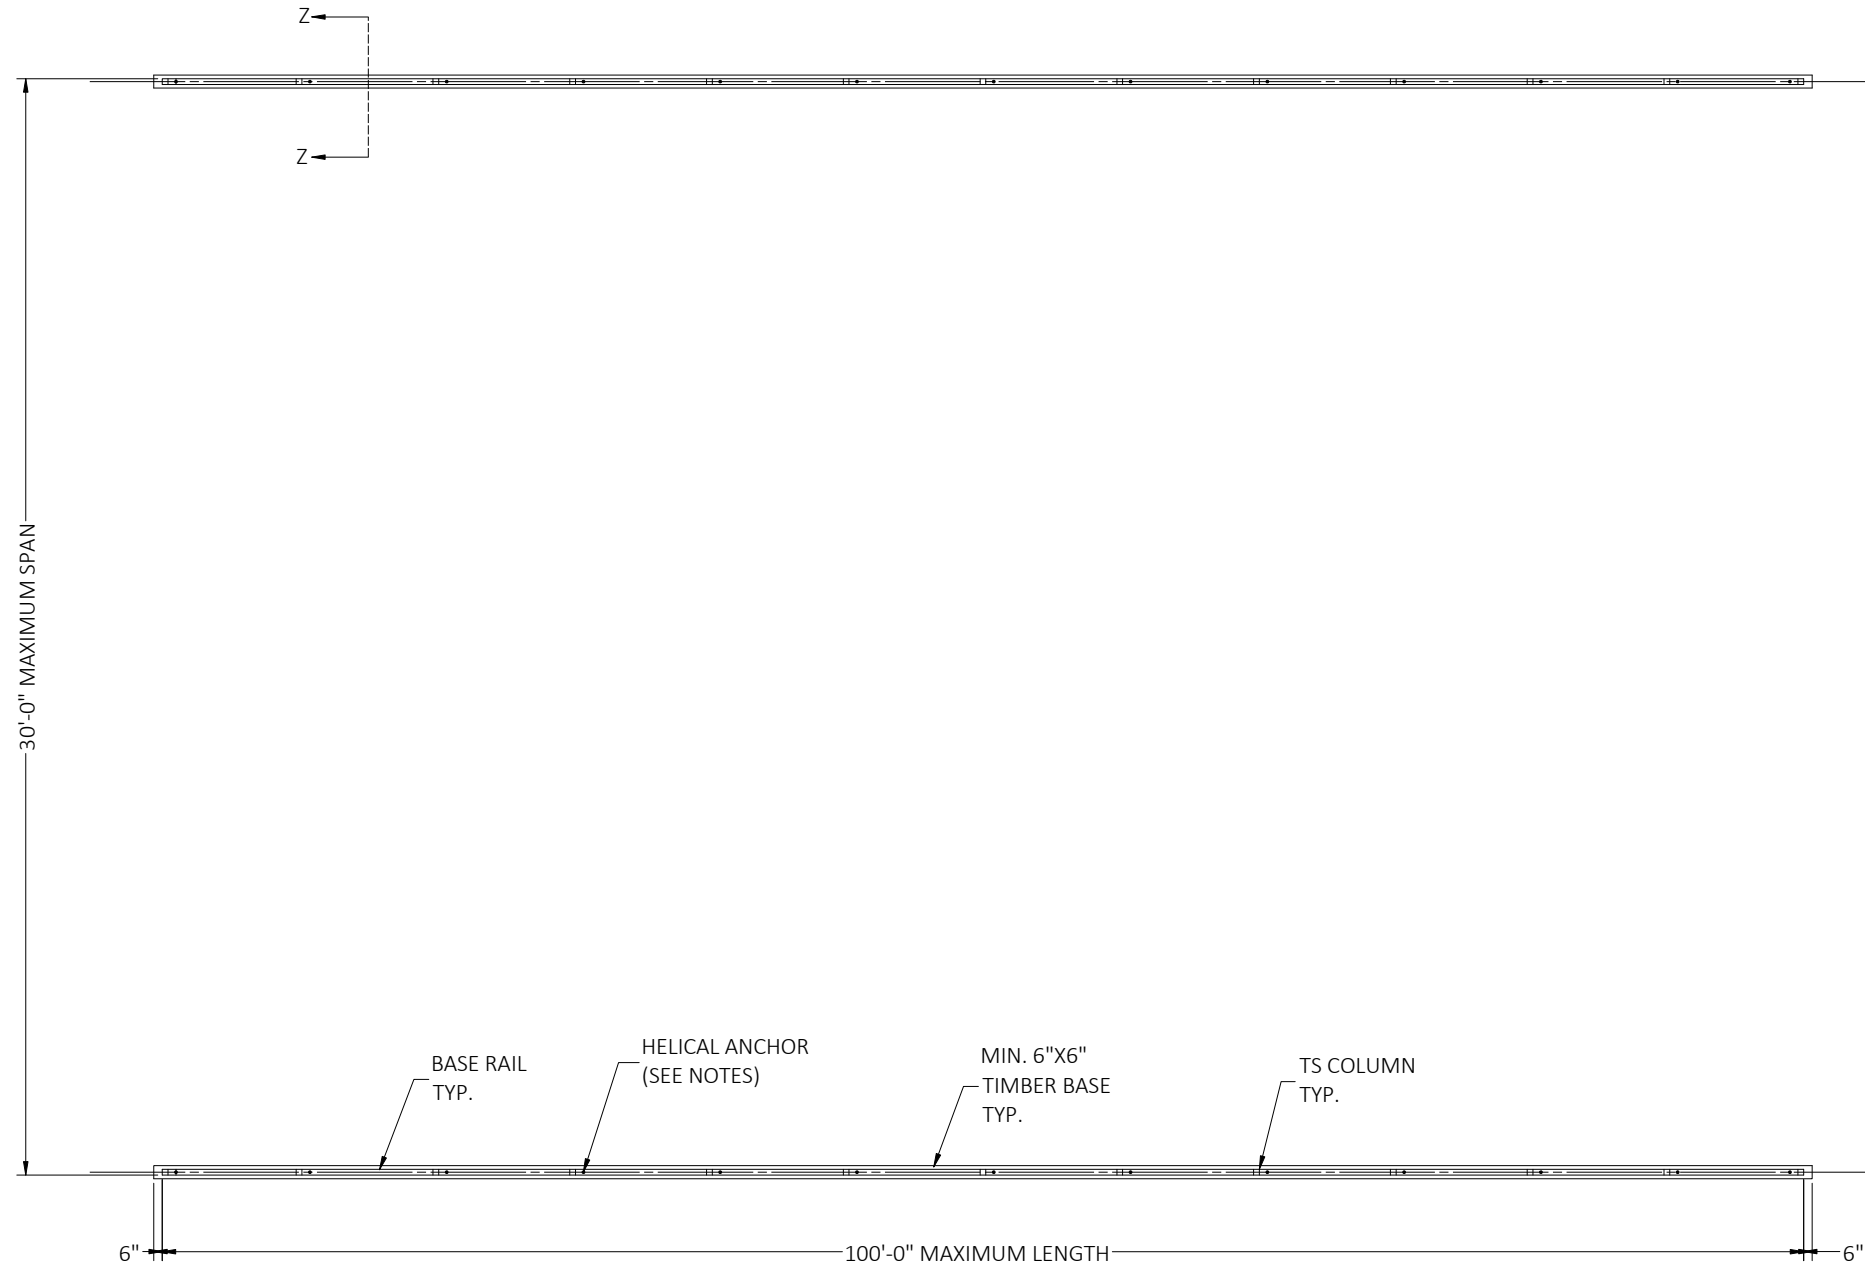 Z
Z
30'-0" MAXIMUM SPAN
BASE RAIL
TYP.
HELICAL ANCHOR
(SEE NOTES)
MIN. 6"X6"
TIMBER BASE
TYP.
TS COLUMN
TYP.
6"
100'-0" MAXIMUM LENGTH
6"